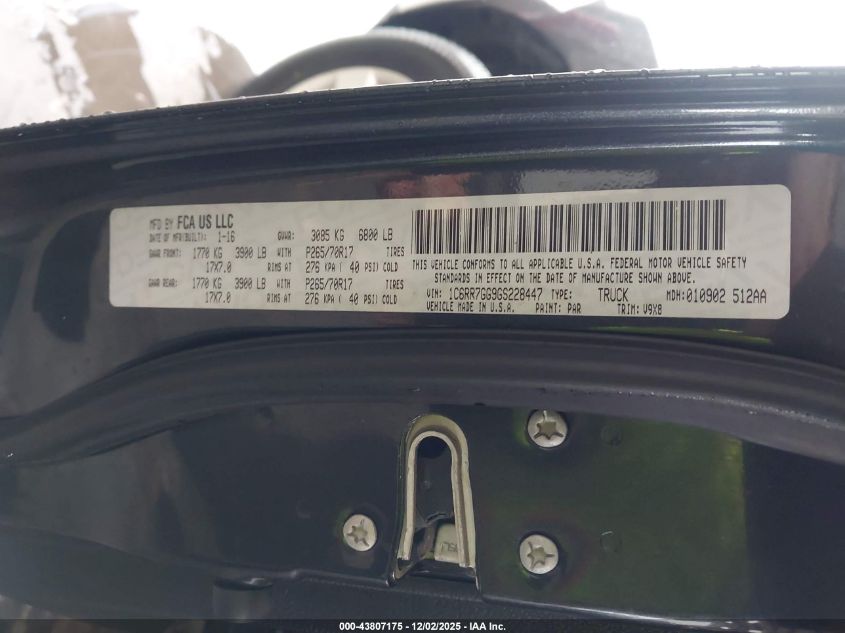 MFD BY FCA US LLC
DATE OF MFR(BUILT): 1-16 GVWR: 3085 KG 6800 LB
GAWR FRONT: 1770 KG 3900 LB WITH P265/70R17 TIRES
17X7.0 RIMS AT 276 KPA ( 40 PSI) COLD
GAWR REAR: 1770 KG 3900 LB WITH P265/70R17 TIRES
17X7.0 RIMS AT 276 KPA ( 40 PSI) COLD
THIS VEHICLE CONFORMS TO ALL APPLICABLE U.S.A. FEDERAL MOTOR VEHICLE SAFETY
STANDARDS IN EFFECT ON THE DATE OF MANUFACTURE SHOWN ABOVE.
VIN: 1C6RR7GG9GS228447 TYPE: TRUCK MDH:010902 512AA
VEHICLE MADE IN U.S.A. PAINT: PAR TRIM: V9X8
000-43807175 - 12/02/2025 - IAA Inc.